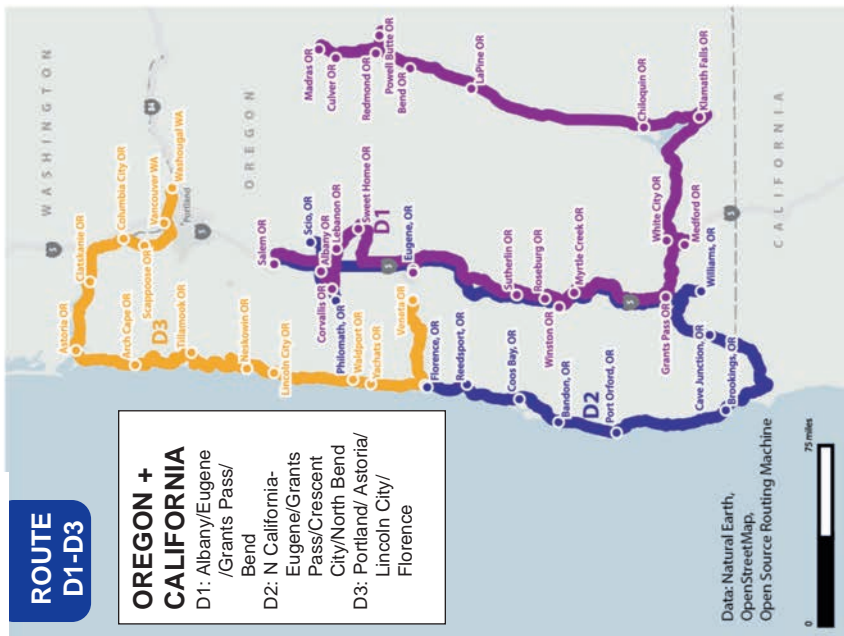 ROUTE
D1-D3
OREGON +
CALIFORNIA
D1: Albany/Eugene
/Grants Pass/
Bend
D2: N California-
Eugene/Grants
Pass/Crescent
City/North Bend
D3: Portland/ Astoria/
Lincoln City/
Florence
WASHINGTON
OREGON
CALIFORNIA
5
84
5
5
5
5
Astoria OR
Clatskanie OR
Columbia City OR
Scappoose OR
Vancouver WA
Washougal WA
Portland
Arch Cape OR
D3
Tillamook OR
Neskowin OR
Lincoln City OR
Waldport OR
Yachats OR
Veneta OR
Florence, OR
Salem OR
Scio, OR
Albany OR
Lebanon OR
Sweet Home OR
Corvallis OR
Philomath, OR
D1
Eugene, OR
Madras OR
Culver OR
Redmond OR
Powell Butte OR
Bend OR
LaPine OR
Chiloquin OR
Klamath Falls OR
Reedsport, OR
Coos Bay, OR
Bandon, OR
D2
Port Orford, OR
Sutherlin OR
Roseburg OR
Winston OR
Myrtle Creek OR
White City OR
Medford OR
Grants Pass OR
Williams, OR
Cave Junction, OR
Brookings, OR
Data: Natural Earth,
OpenStreetMap,
Open Source Routing Machine
0
75 miles